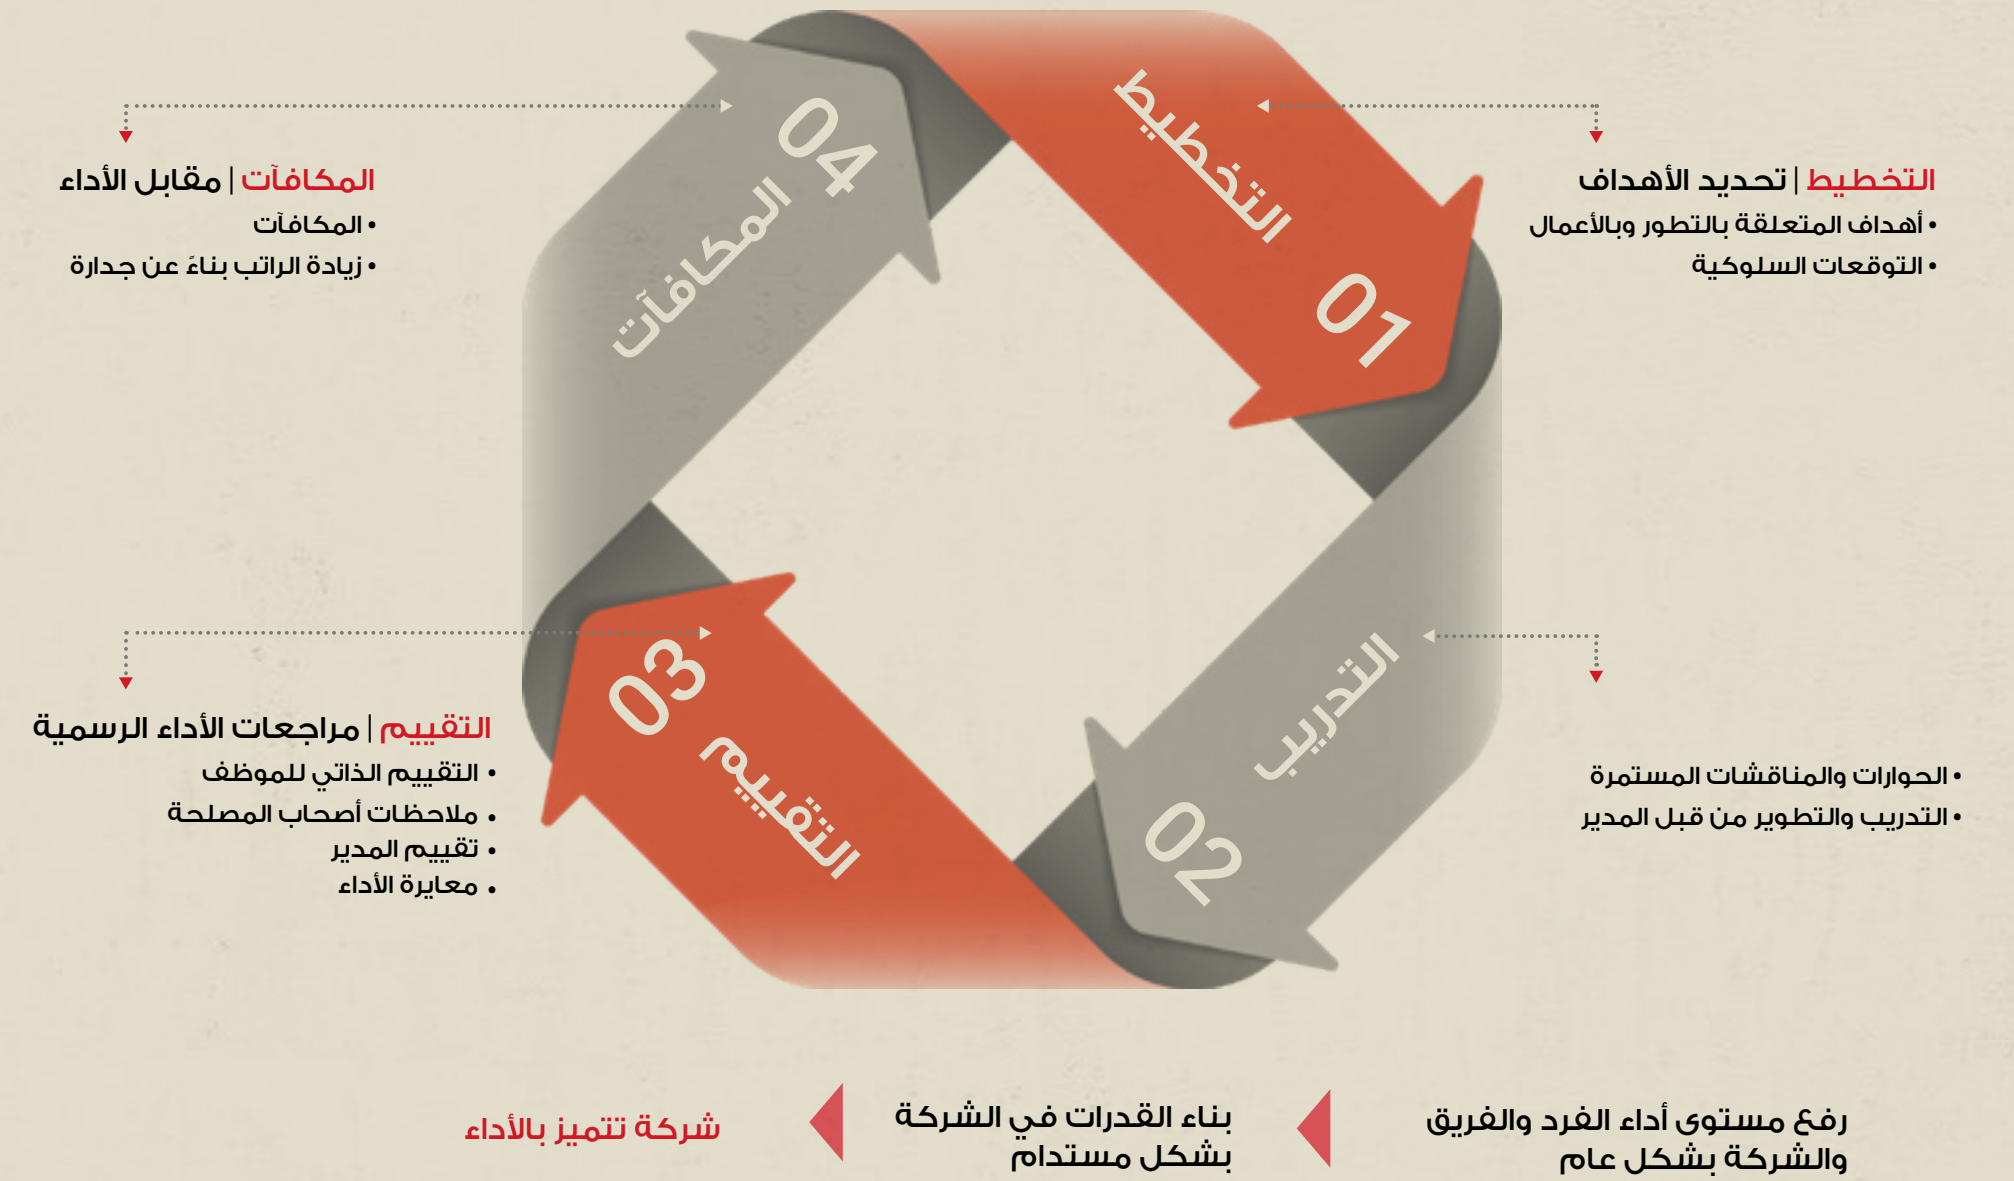 التخطيط
01
التخطيط | تحديد الأهداف
• أهداف المتعلقة بالتطور وبالأعمال
• التوقعات السلوكية
التدريب
02
• الحوارات والمناقشات المستمرة
• التدريب والتطوير من قبل المدير
التقييم
03
التقييم | مراجعات الأداء الرسمية
• التقييم الذاتي للموظف
• ملاحظات أصحاب المصلحة
• تقييم المدير
• معايرة الأداء
المكافآت
04
المكافآت | مقابل الأداء
• المكافآت
• زيادة الراتب بناءً عن جدارة
رفع مستوى أداء الفرد والفريق
والشركة بشكل عام
بناء القدرات في الشركة
بشكل مستدام
شركة تتميز بالأداء